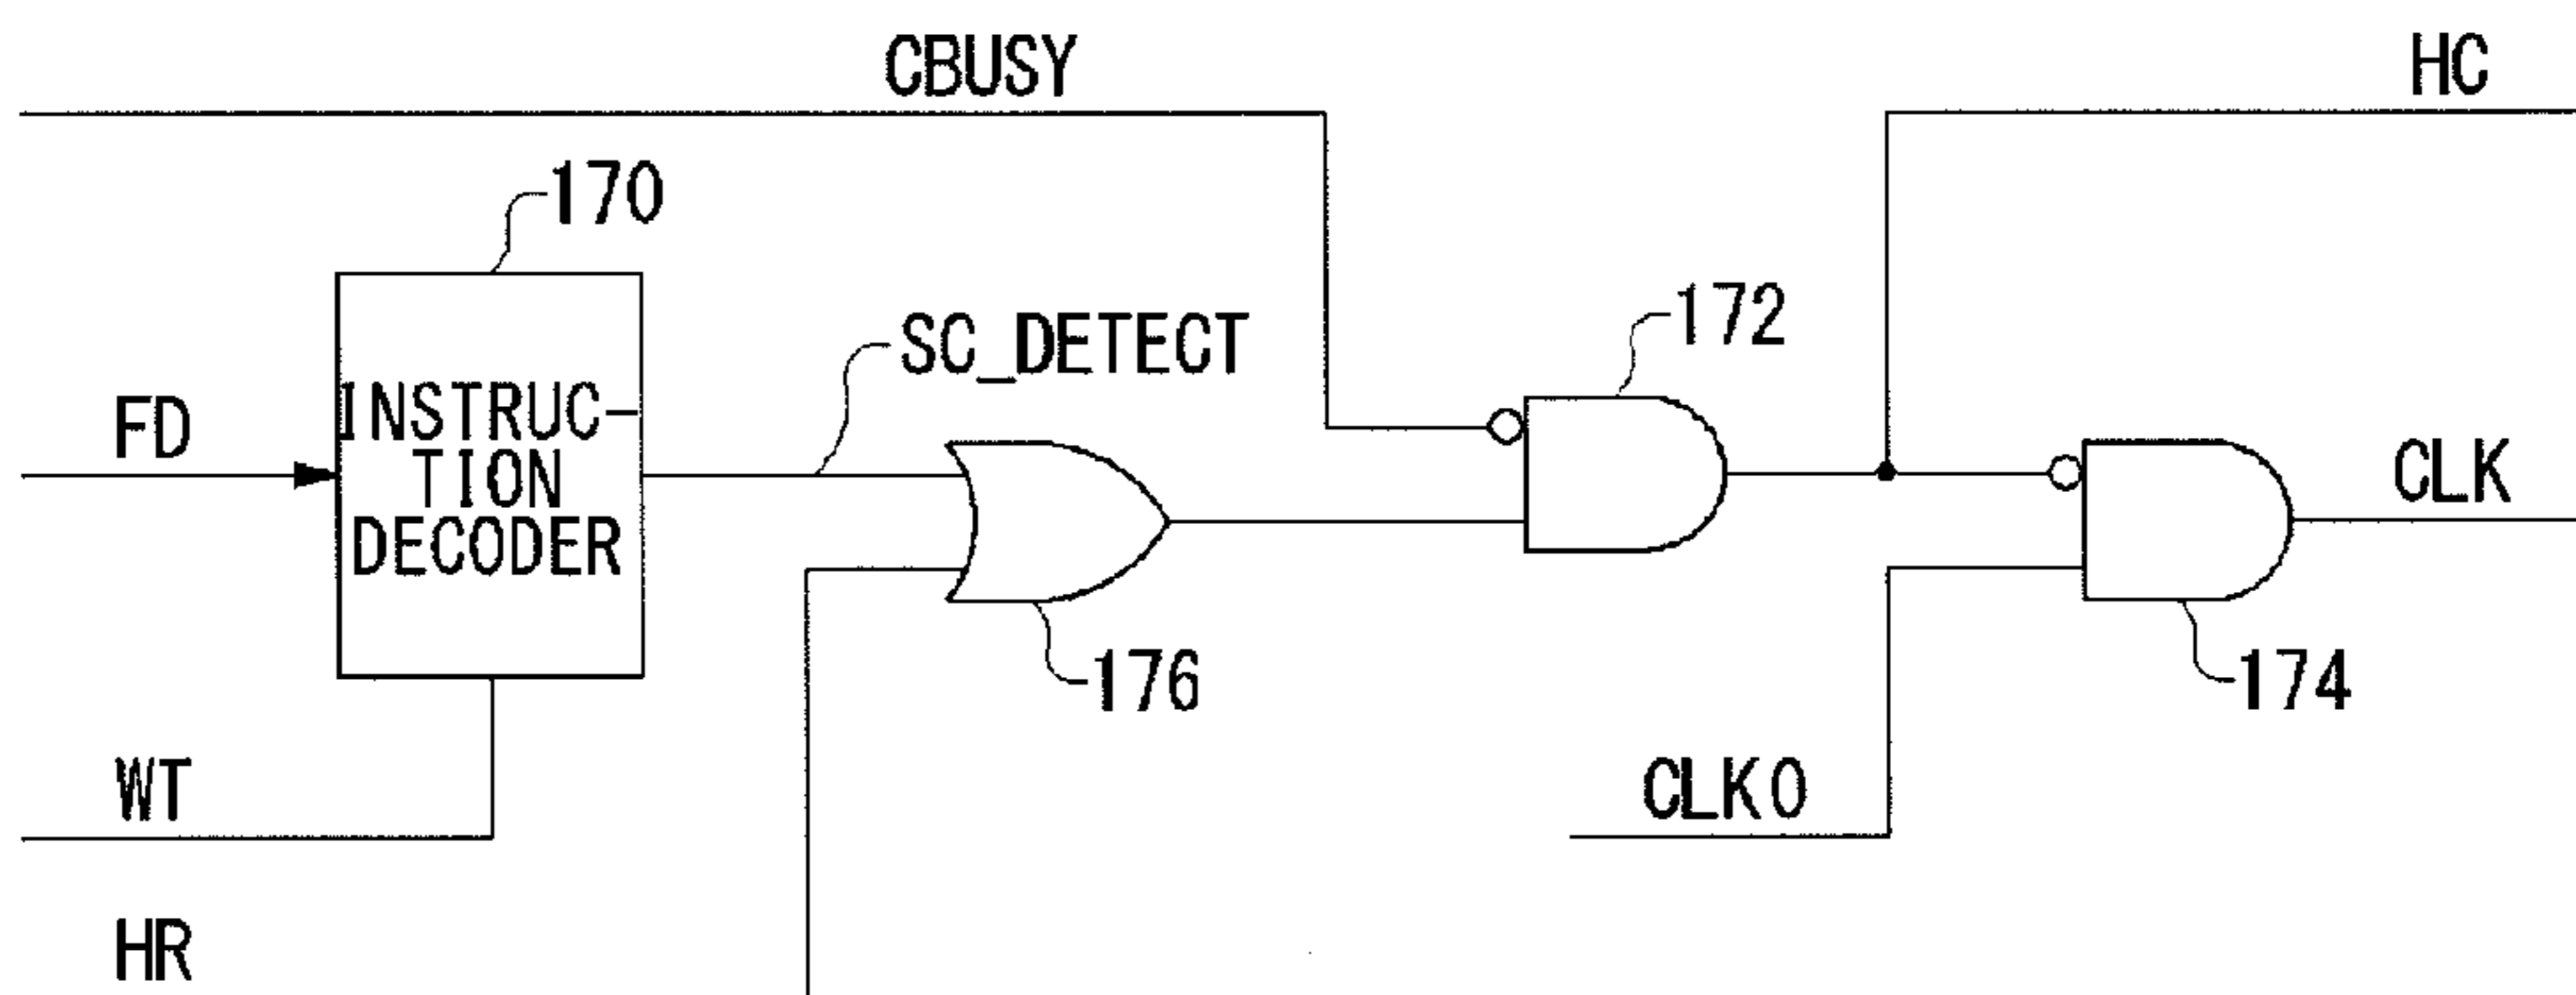 CBUSY
HC
170
172
SC_DETECT
FD
INSTRUC-
TION
DECODER
CLK
176
174
WT
CLK0
HR